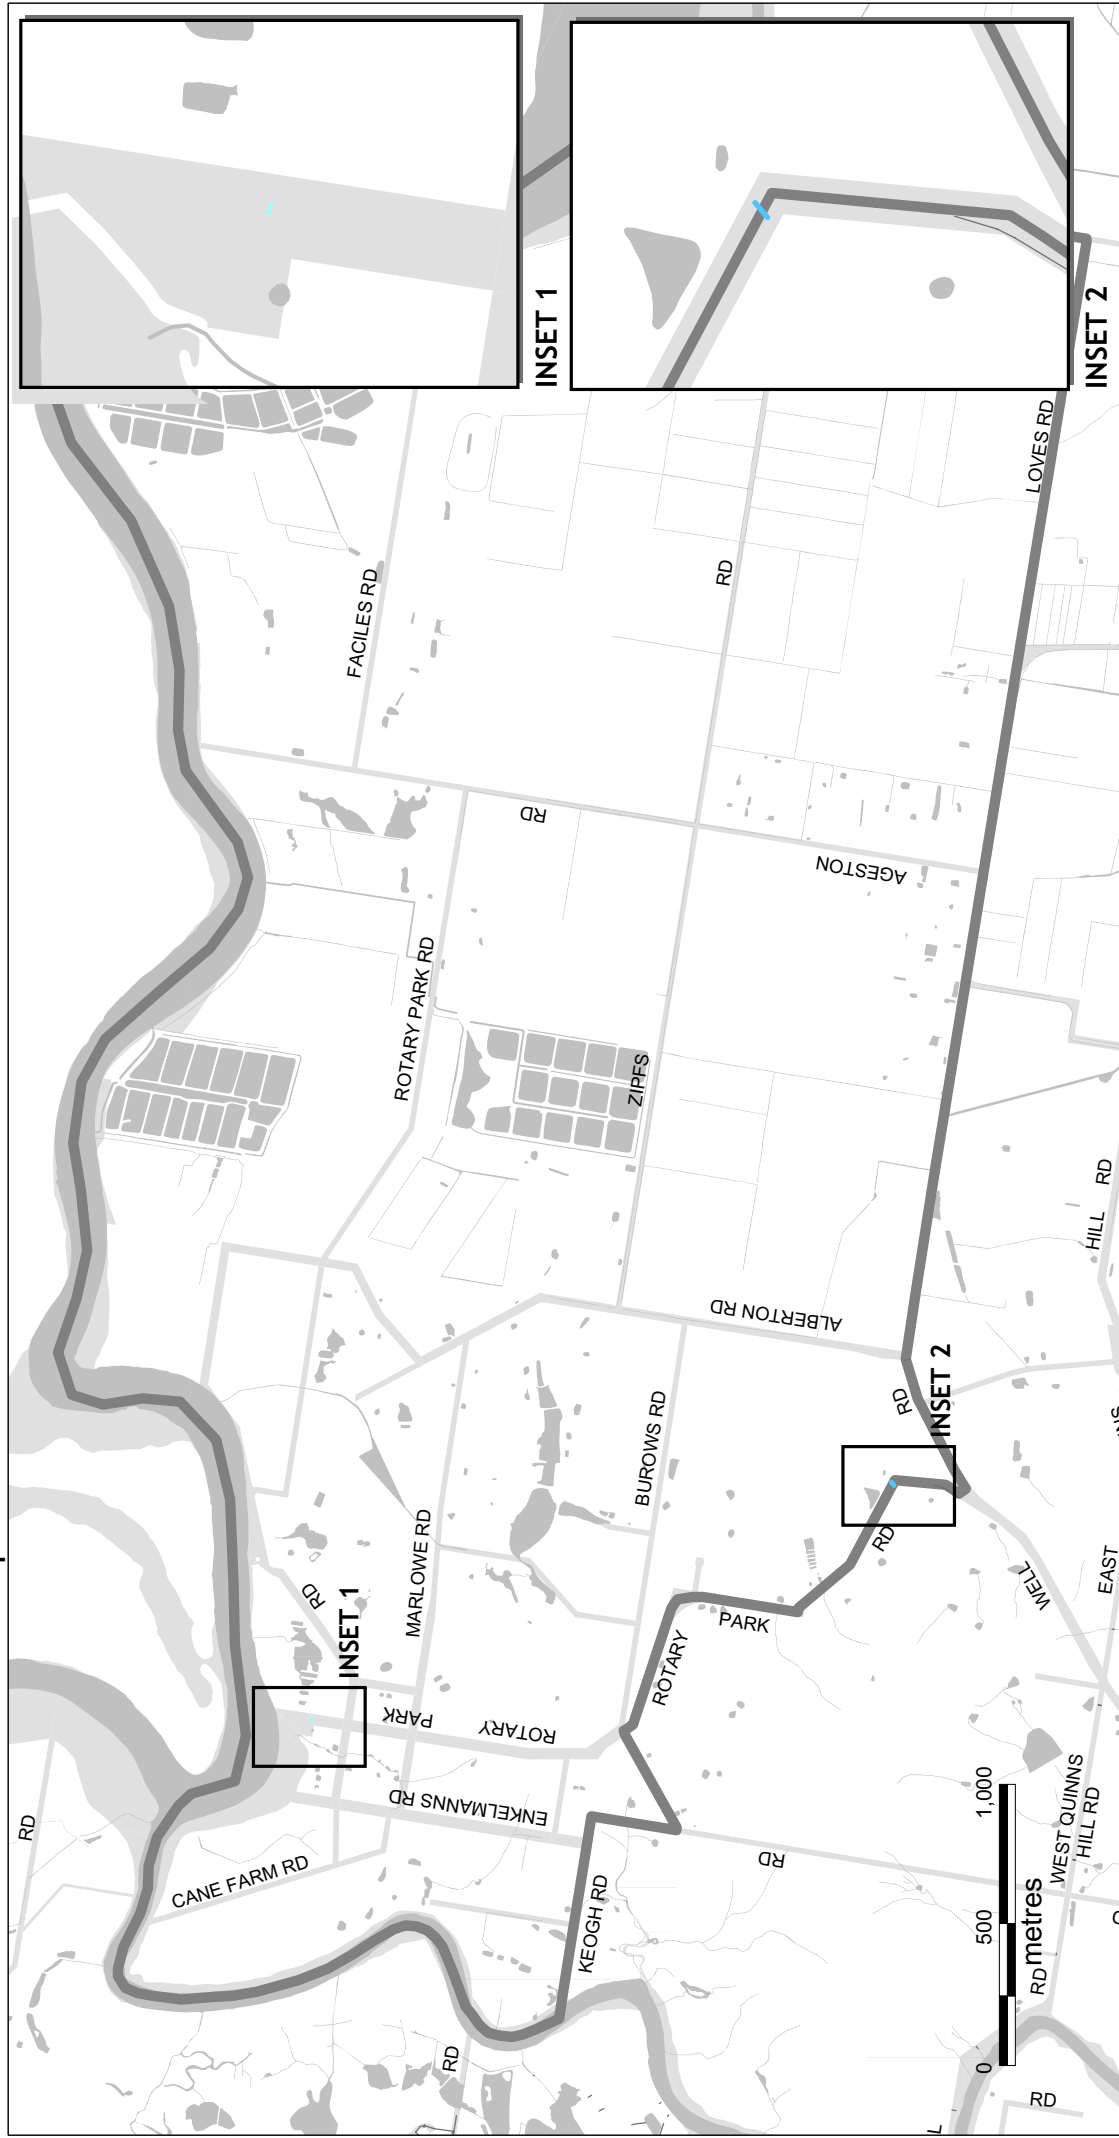 INSET 1
INSET 2
LOVES RD
FACILES RD
RD
RD
AGESTON
ROTARY PARK RD
ZIPFS
HILL RD
ALBERTON RD
RD
INSET 2
BUROWS RD
MARLOWE RD
RD
INSET 1
RD
WELL
EAST
PARK
ROTARY
PARK
ROTARY
ENKELMANNS RD
RD
KEOGH RD
CANE FARM RD
RD
WEST QUINNS
HILL RD
0 500 1,000
metres
RD
RD
RD